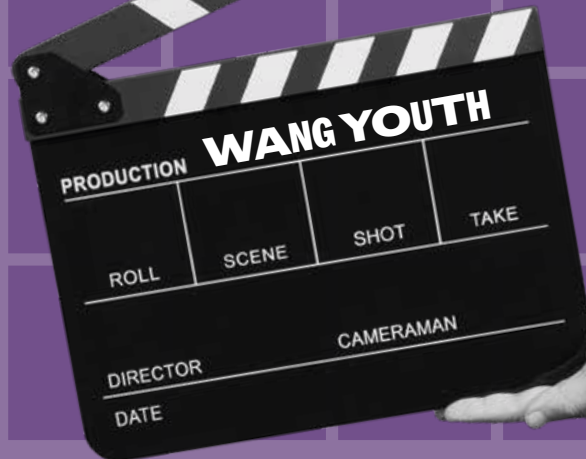 PRODUCTION WANG YOUTH
ROLL SCENE SHOT TAKE
DIRECTOR CAMERAMAN
DATE